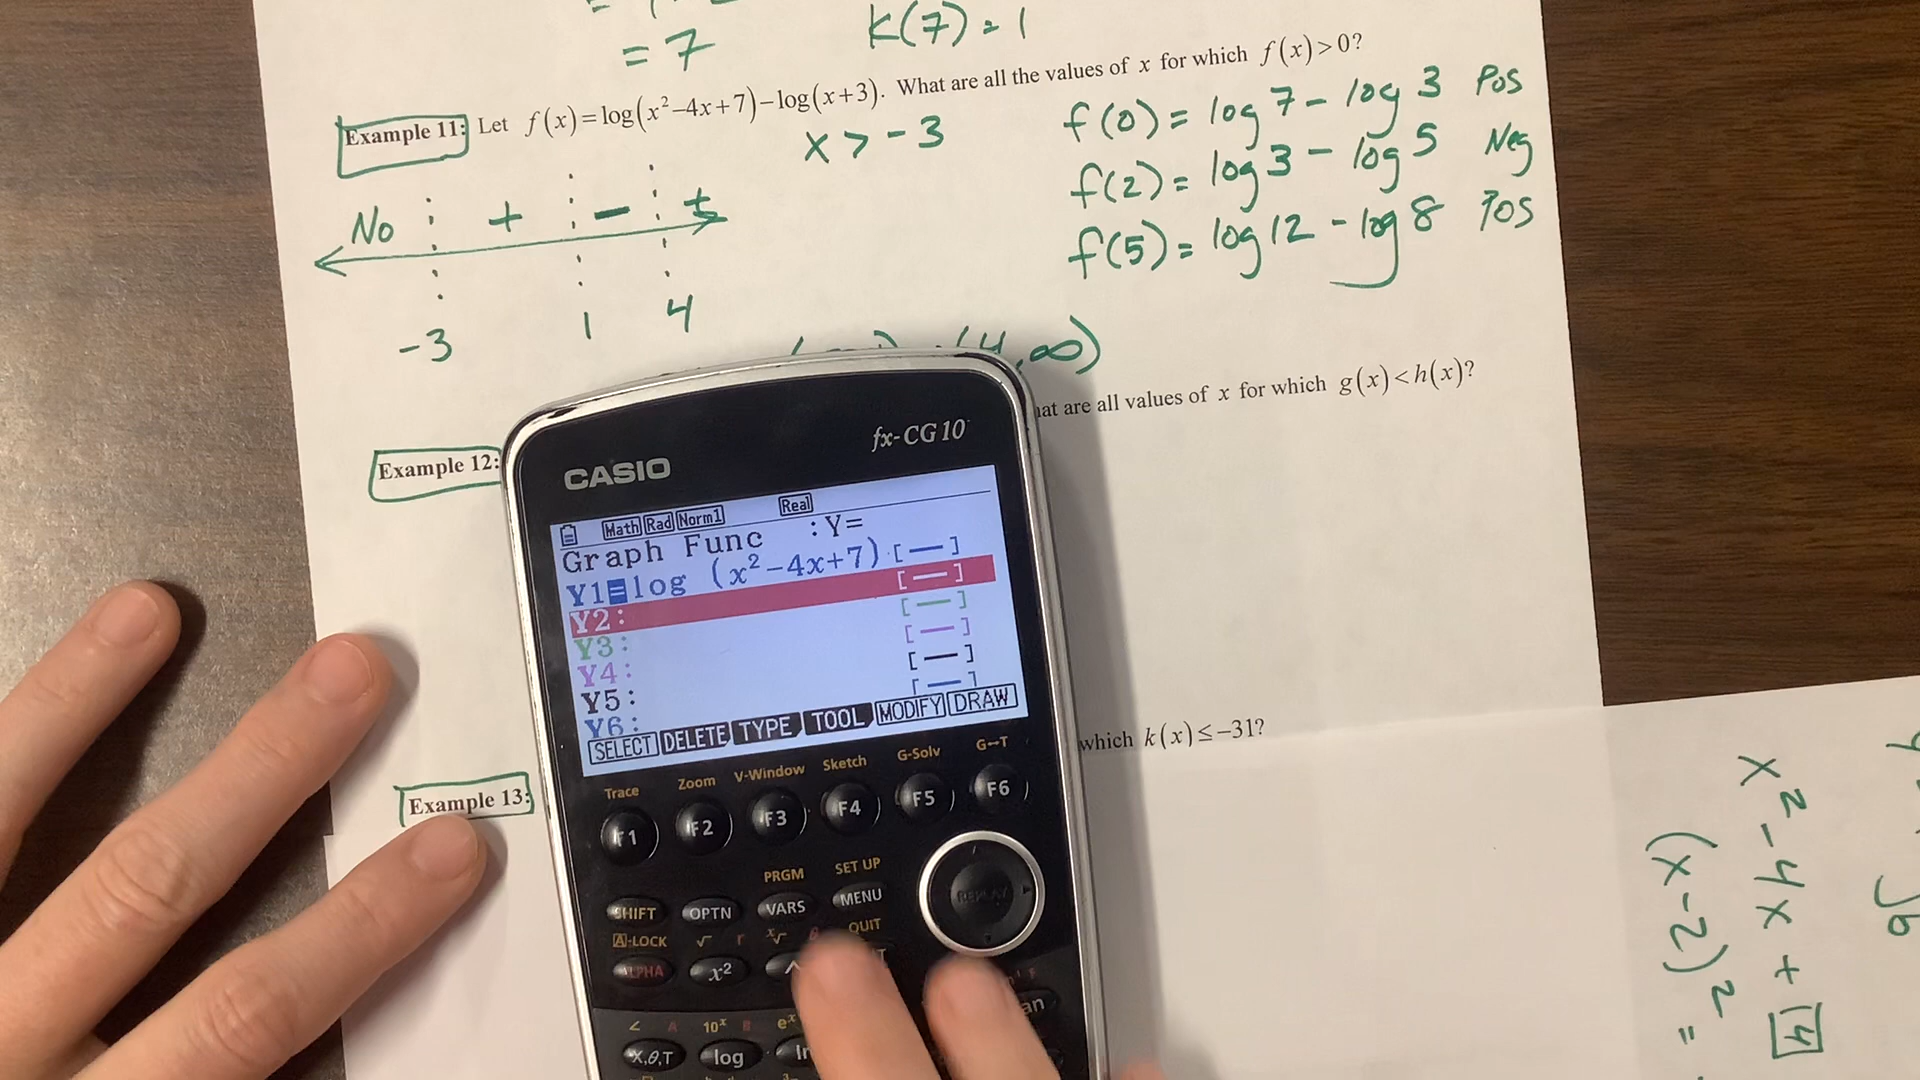 = 7
k(7) = 1
Example 11: Let f(x)=log(x²−4x+7)−log(x+3). What are all the values of x for which f(x)>0?
x > -3
f(0) = log 7 - log 3 Pos
f(2) = log 3 - log 5 Neg
f(5) = log 12 - log 8 Pos
No + - +
-3 1 4
(4,∞)
Example 12:
are all values of x for which g(x)<h(x)?
Example 13:
which k(x)≤−31?
x² - 4x + 4
(x-2)² =
CASIO
fx-CG10
Math Rad Norm1 Real
Graph Func :Y=
Y1=log (x²-4x+7) [—]
Y2: [—]
Y3: [—]
Y4: [—]
Y5: [—]
Y6: [—]
SELECT DELETE TYPE TOOL MODIFY DRAW
Trace Zoom V-Window Sketch G-Solv G↔T
F1 F2 F3 F4 F5 F6
PRGM SET UP
SHIFT OPTN VARS MENU
A-LOCK √ r ˣ√ QUIT
ALPHA x² ^
∠ A 10ˣ B eˣ
X,θ,T log
REPLAY